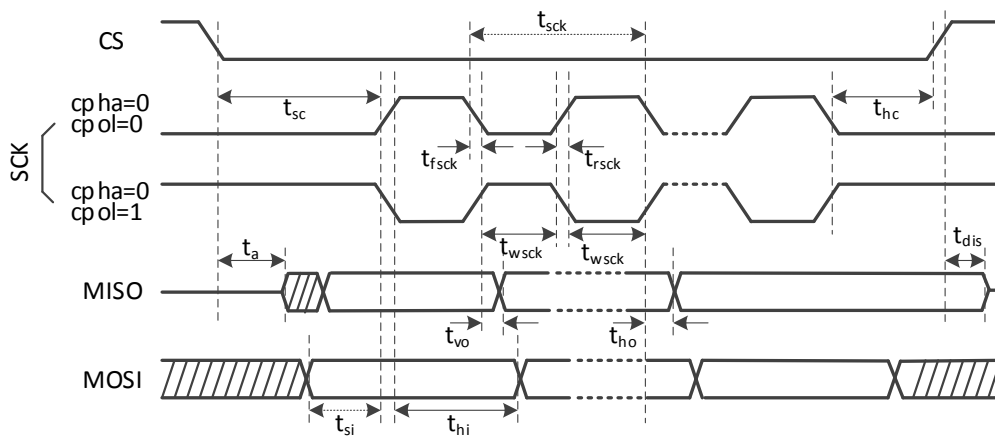 CS
t_sck
SCK
cpha=0
cpol=0
t_sc
t_hc
t_fsck
t_rsck
cpha=0
cpol=1
t_wsck
t_wsck
t_a
t_dis
MISO
t_vo
t_ho
MOSI
t_si
t_hi